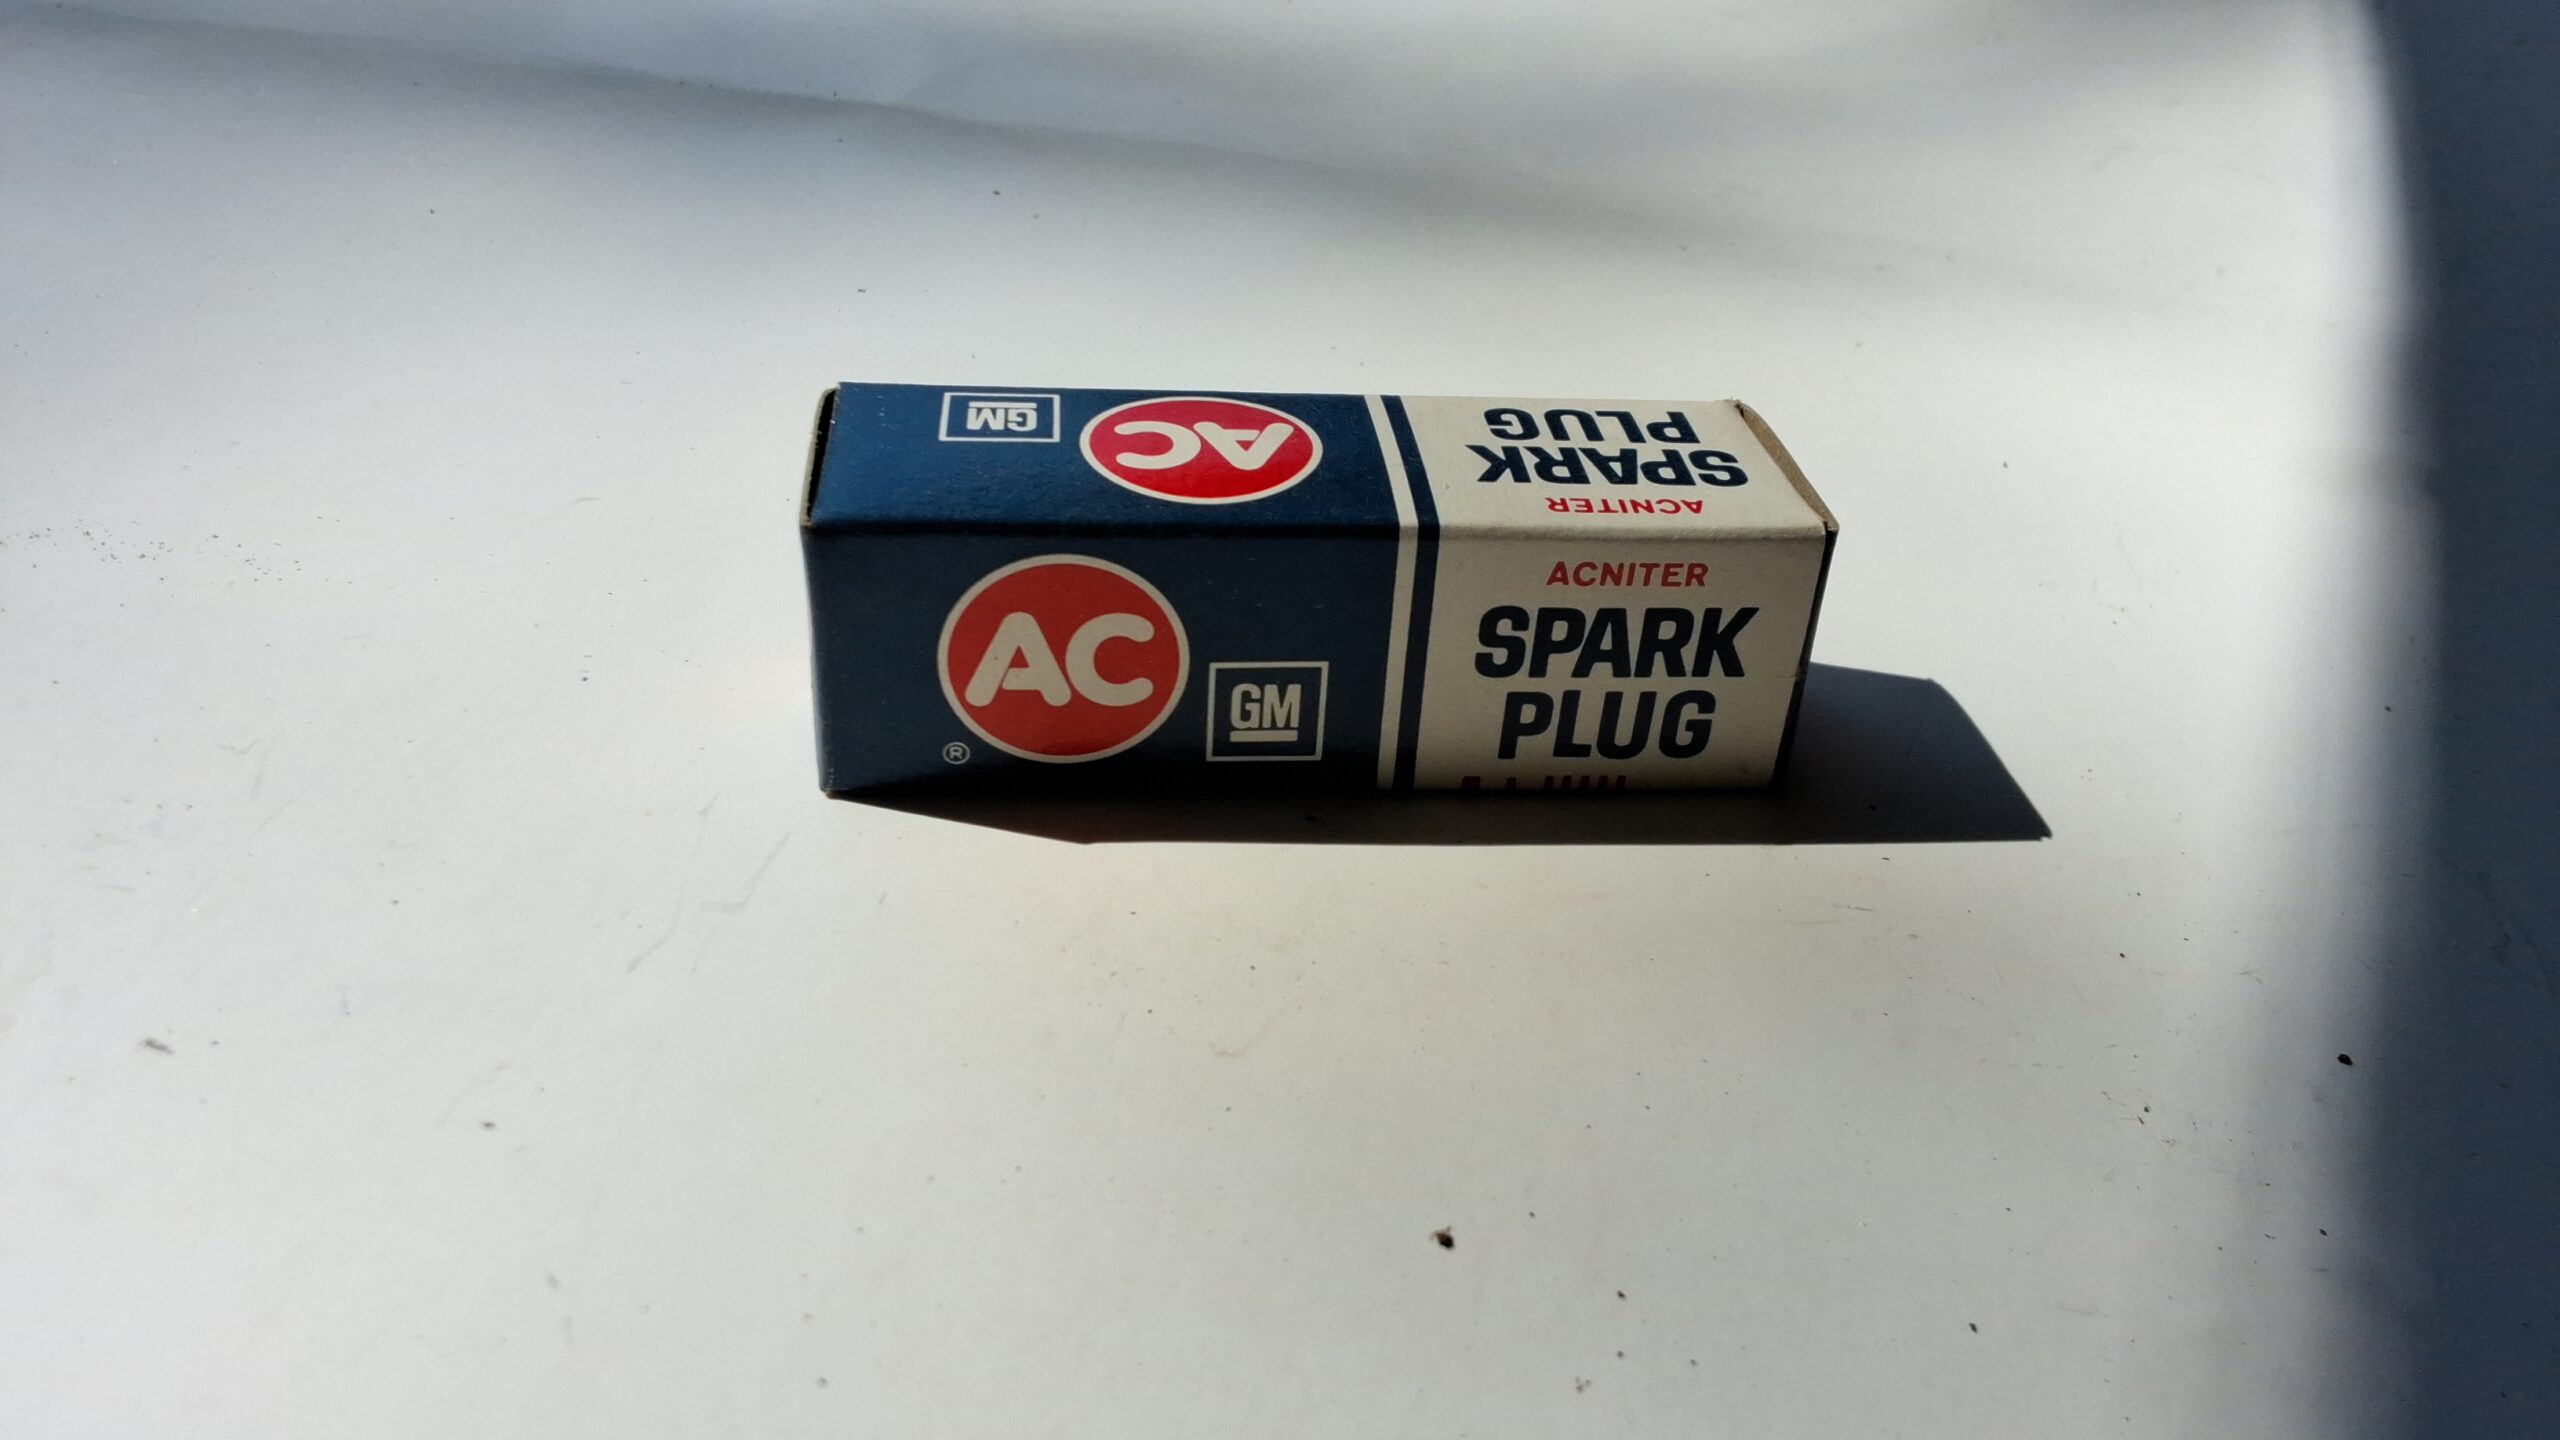 GM
AC
ACNITER
SPARK
PLUG
AC
®
GM
ACNITER
SPARK
PLUG